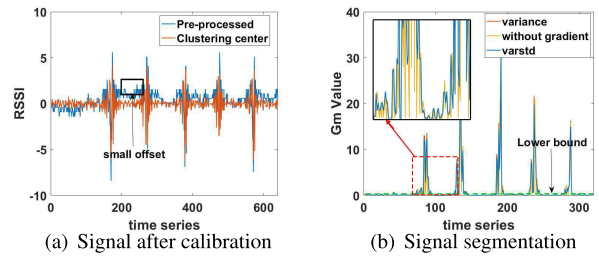 10
5
0
-5
-10
RSSI
Pre-processed
Clustering center
small offset
0
200
400
600
time series
(a) Signal after calibration
40
30
20
10
0
Gm Value
variance
without gradient
varstd
Lower bound
0
100
200
300
time series
(b) Signal segmentation